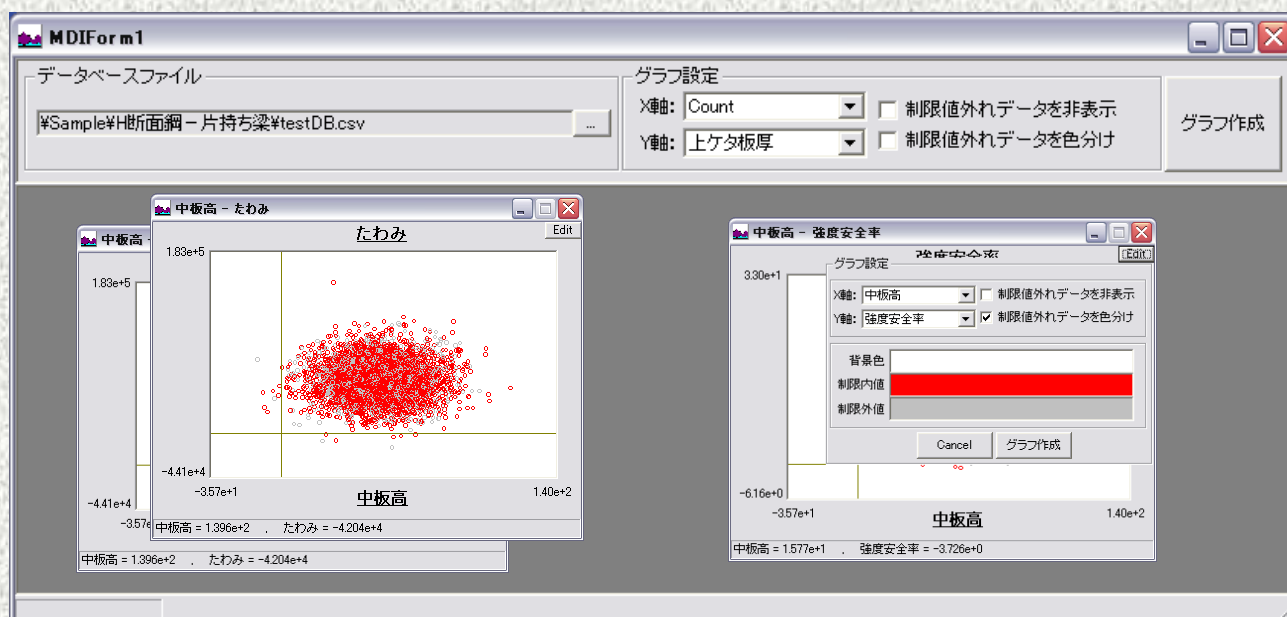 MDIForm1
データベースファイル
¥Sample¥H断面鋼－片持ち梁¥testDB.csv
...
グラフ設定
X軸: Count
制限値外れデータを非表示
Y軸: 上ケタ板厚
制限値外れデータを色分け
グラフ作成
中板高 -
1.83e+5
-4.41e+4
-3.57e
中板高 = 1.396e+2 , たわみ = -4.204e+4
中板高 - たわみ
たわみ
Edit
1.83e+5
-4.41e+4
-3.57e+1
中板高
1.40e+2
中板高 = 1.396e+2 , たわみ = -4.204e+4
中板高 - 強度安全率
強度安全率
Edit
3.30e+1
グラフ設定
X軸: 中板高
制限値外れデータを非表示
Y軸: 強度安全率
制限値外れデータを色分け
背景色
制限内値
制限外値
Cancel
グラフ作成
-6.16e+0
-3.57e+1
中板高
1.40e+2
中板高 = 1.577e+1 , 強度安全率 = -3.726e+0